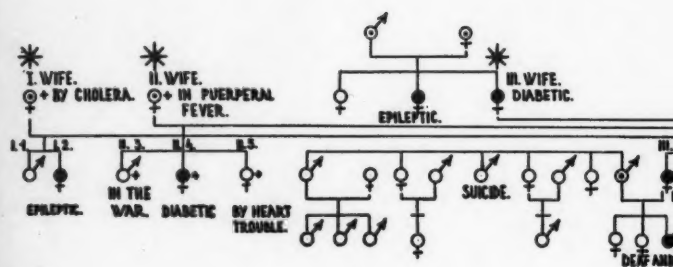 I. WIFE.
+ BY CHOLERA.
II. WIFE.
+ IN PUERPERAL
FEVER.
III. WIFE.
DIABETIC.
EPILEPTIC.
I.1.
I.2.
II. 3.
II. 4.
II. 5.
III.
EPILEPTIC.
IN THE
WAR.
DIABETIC
BY HEART
TROUBLE.
SUICIDE.
DEAF AND